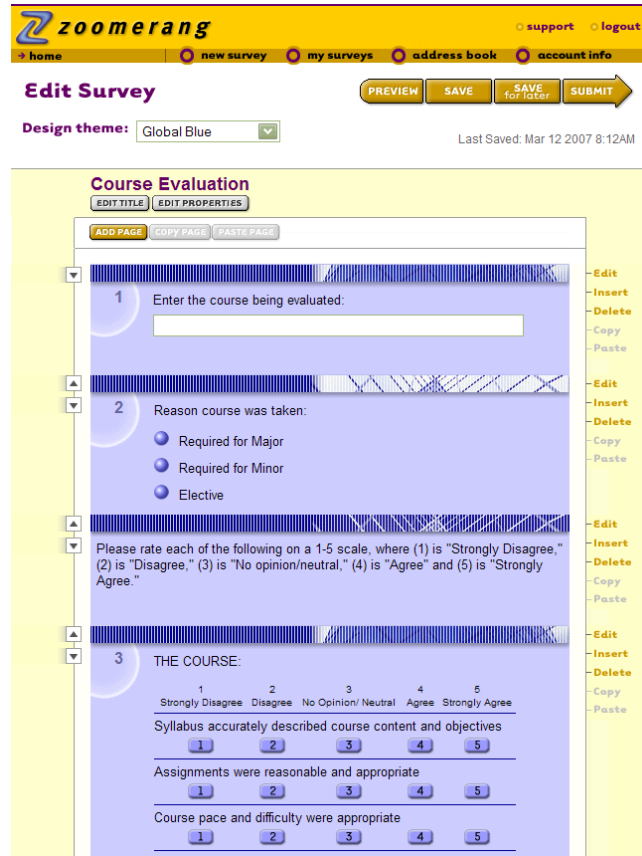 zoomerang
support logout
home new survey my surveys address book account info
Edit Survey
PREVIEW SAVE SAVE for later SUBMIT
Design theme: Global Blue
Last Saved: Mar 12 2007 8:12AM
Course Evaluation
EDIT TITLE EDIT PROPERTIES
ADD PAGE COPY PAGE PASTE PAGE
Edit
Insert
Delete
Copy
Paste
1 Enter the course being evaluated:
Edit
Insert
Delete
Copy
Paste
2 Reason course was taken:
Required for Major
Required for Minor
Elective
Edit
Insert
Delete
Copy
Paste
Please rate each of the following on a 1-5 scale, where (1) is "Strongly Disagree,"
(2) is "Disagree," (3) is "No opinion/neutral," (4) is "Agree" and (5) is "Strongly
Agree."
Edit
Insert
Delete
Copy
Paste
3 THE COURSE:
1 2 3 4 5
Strongly Disagree Disagree No Opinion/ Neutral Agree Strongly Agree
Syllabus accurately described course content and objectives
1 2 3 4 5
Assignments were reasonable and appropriate
1 2 3 4 5
Course pace and difficulty were appropriate
1 2 3 4 5